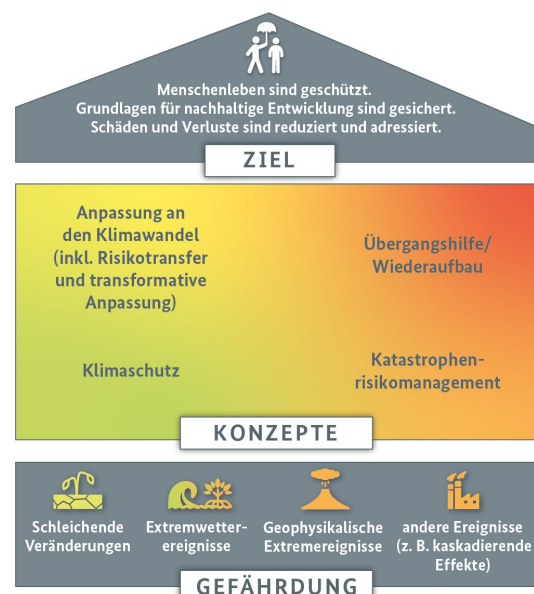 Menschenleben sind geschützt.
Grundlagen für nachhaltige Entwicklung sind gesichert.
Schäden und Verluste sind reduziert und adressiert.
ZIEL
Anpassung an
den Klimawandel
(inkl. Risikotransfer
und transformative
Anpassung)
Übergangshilfe/
Wiederaufbau
Klimaschutz
Katastrophen-
risikomanagement
KONZEPTE
Schleichende
Veränderungen
Extremwetter-
ereignisse
Geophysikalische
Extremereignisse
andere Ereignisse
(z. B. kaskadierende
Effekte)
GEFÄHRDUNG